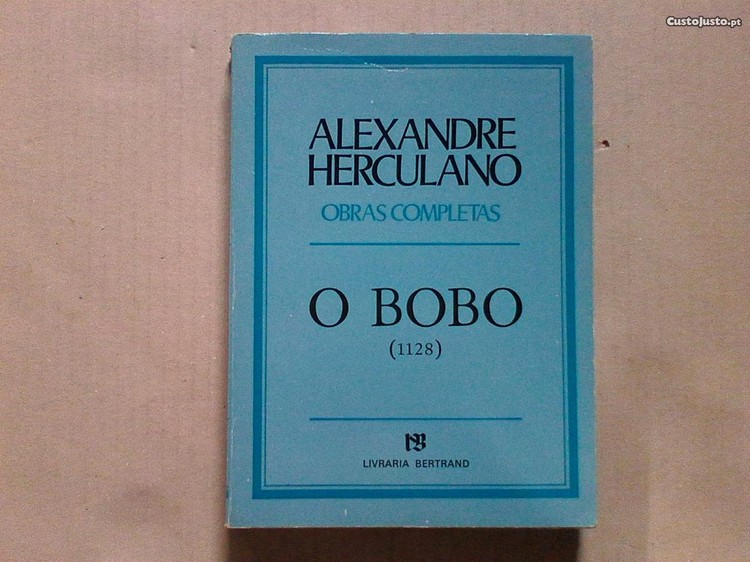 CustoJusto.pt
ALEXANDRE
HERCULANO
OBRAS COMPLETAS
O BOBO
(1128)
LIVRARIA BERTRAND